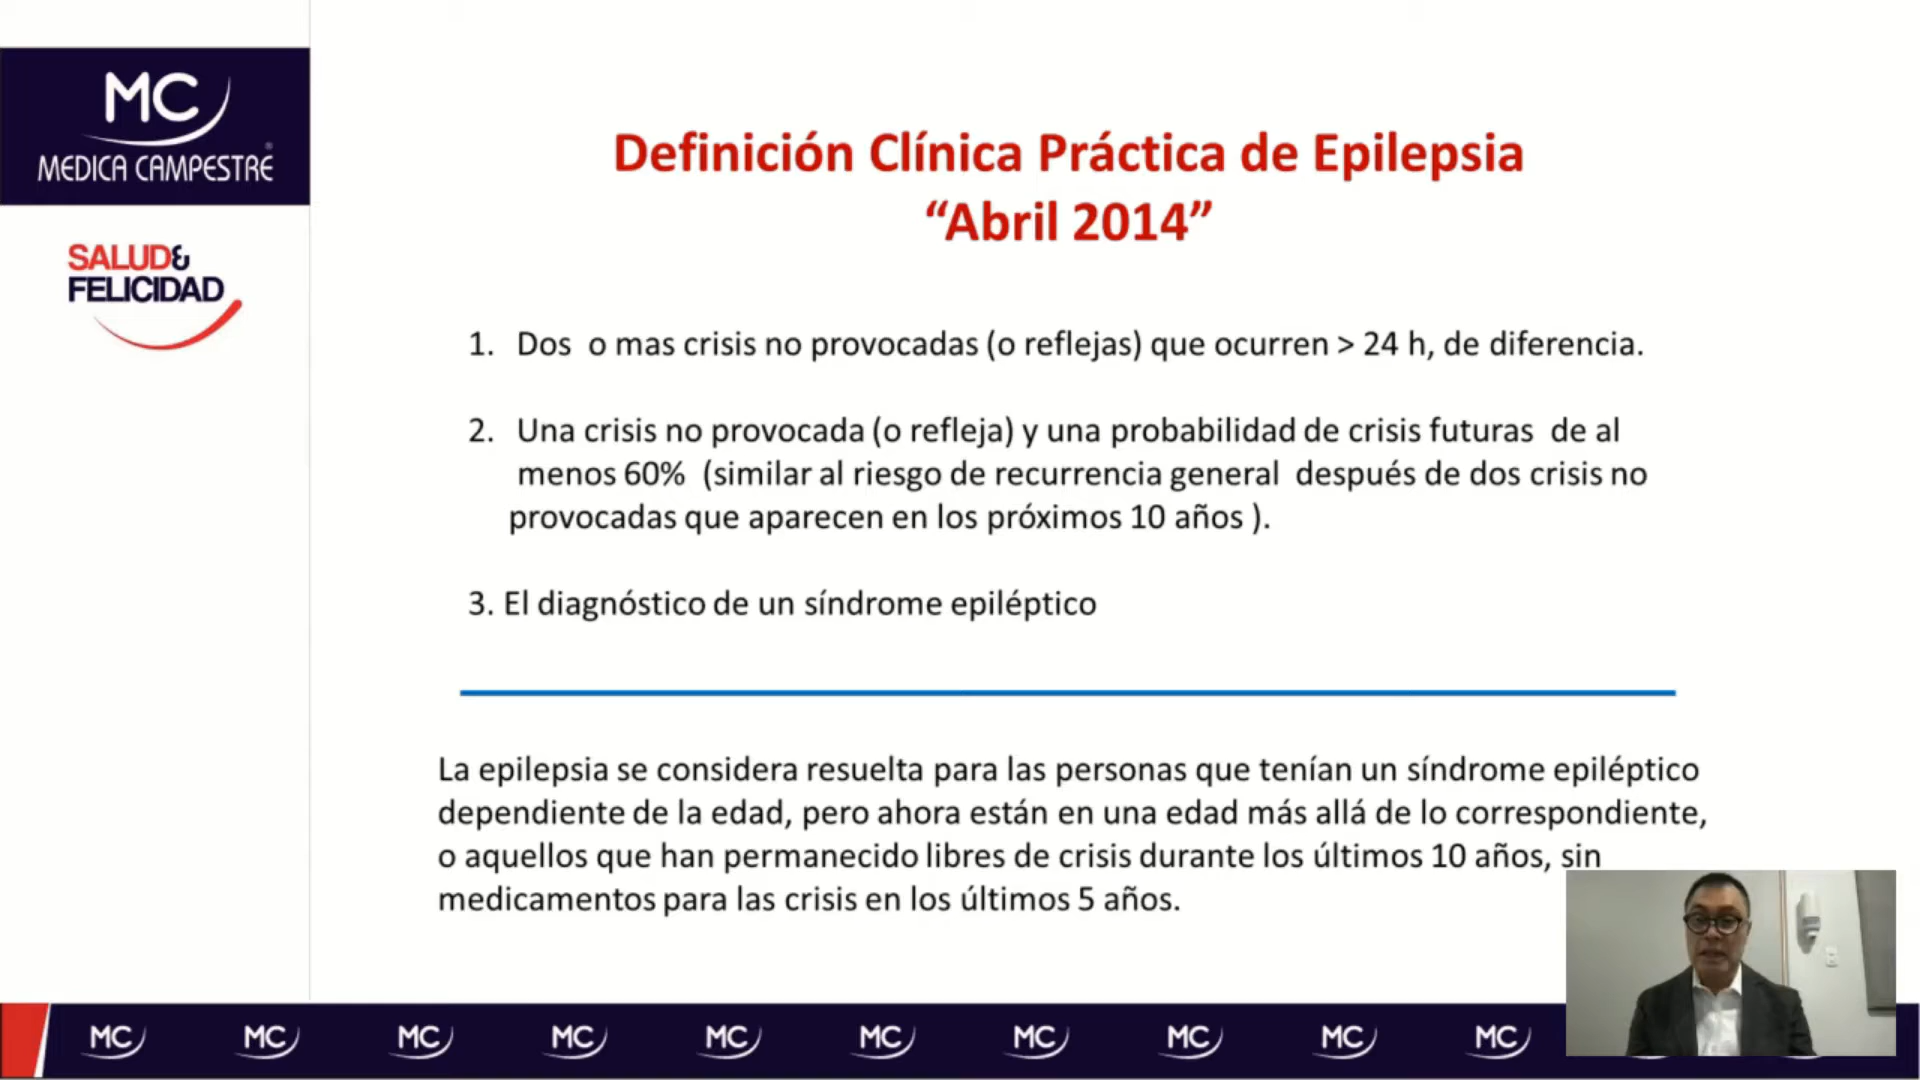 MC
MEDICA CAMPESTRE®
SALUD&
FELICIDAD
Definición Clínica Práctica de Epilepsia
“Abril 2014”
1. Dos o mas crisis no provocadas (o reflejas) que ocurren > 24 h, de diferencia.
2. Una crisis no provocada (o refleja) y una probabilidad de crisis futuras de al
menos 60% (similar al riesgo de recurrencia general después de dos crisis no
provocadas que aparecen en los próximos 10 años ).
3. El diagnóstico de un síndrome epiléptico
La epilepsia se considera resuelta para las personas que tenían un síndrome epiléptico
dependiente de la edad, pero ahora están en una edad más allá de lo correspondiente,
o aquellos que han permanecido libres de crisis durante los últimos 10 años, sin
medicamentos para las crisis en los últimos 5 años.
MC MC MC MC MC MC MC MC MC MC